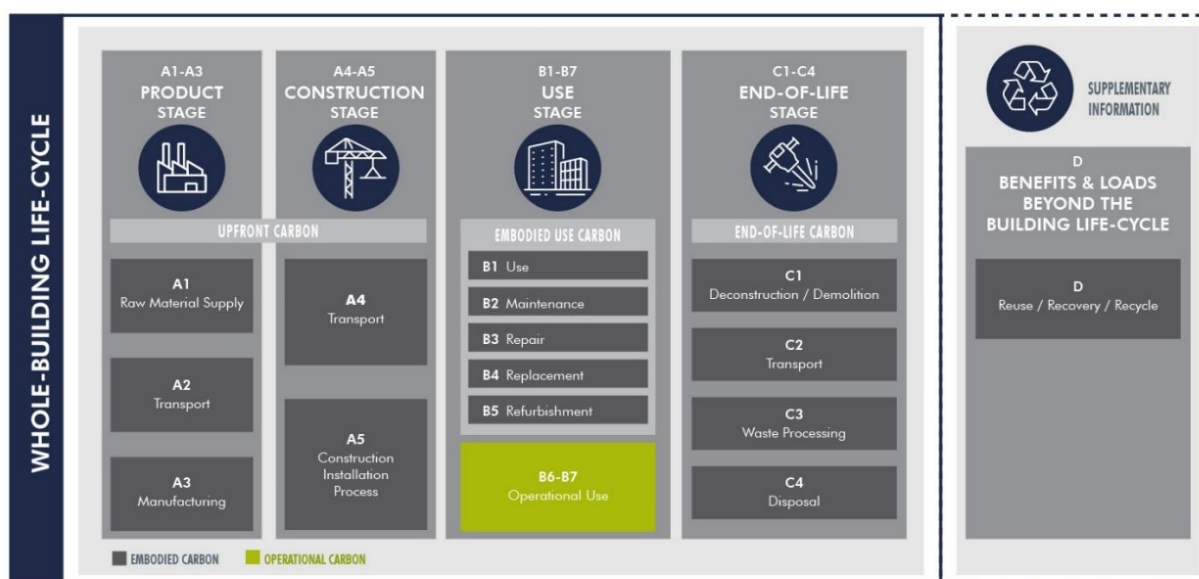 WHOLE-BUILDING LIFE-CYCLE
A1-A3
PRODUCT
STAGE
A4-A5
CONSTRUCTION
STAGE
UPFRONT CARBON
A1
Raw Material Supply
A2
Transport
A3
Manufacturing
A4
Transport
A5
Construction
Installation
Process
B1-B7
USE
STAGE
EMBODIED USE CARBON
B1 Use
B2 Maintenance
B3 Repair
B4 Replacement
B5 Refurbishment
B6-B7
Operational Use
C1-C4
END-OF-LIFE
STAGE
END-OF-LIFE CARBON
C1
Deconstruction / Demolition
C2
Transport
C3
Waste Processing
C4
Disposal
EMBODIED CARBON
OPERATIONAL CARBON
SUPPLEMENTARY
INFORMATION
D
BENEFITS & LOADS
BEYOND THE
BUILDING LIFE-CYCLE
D
Reuse / Recovery / Recycle